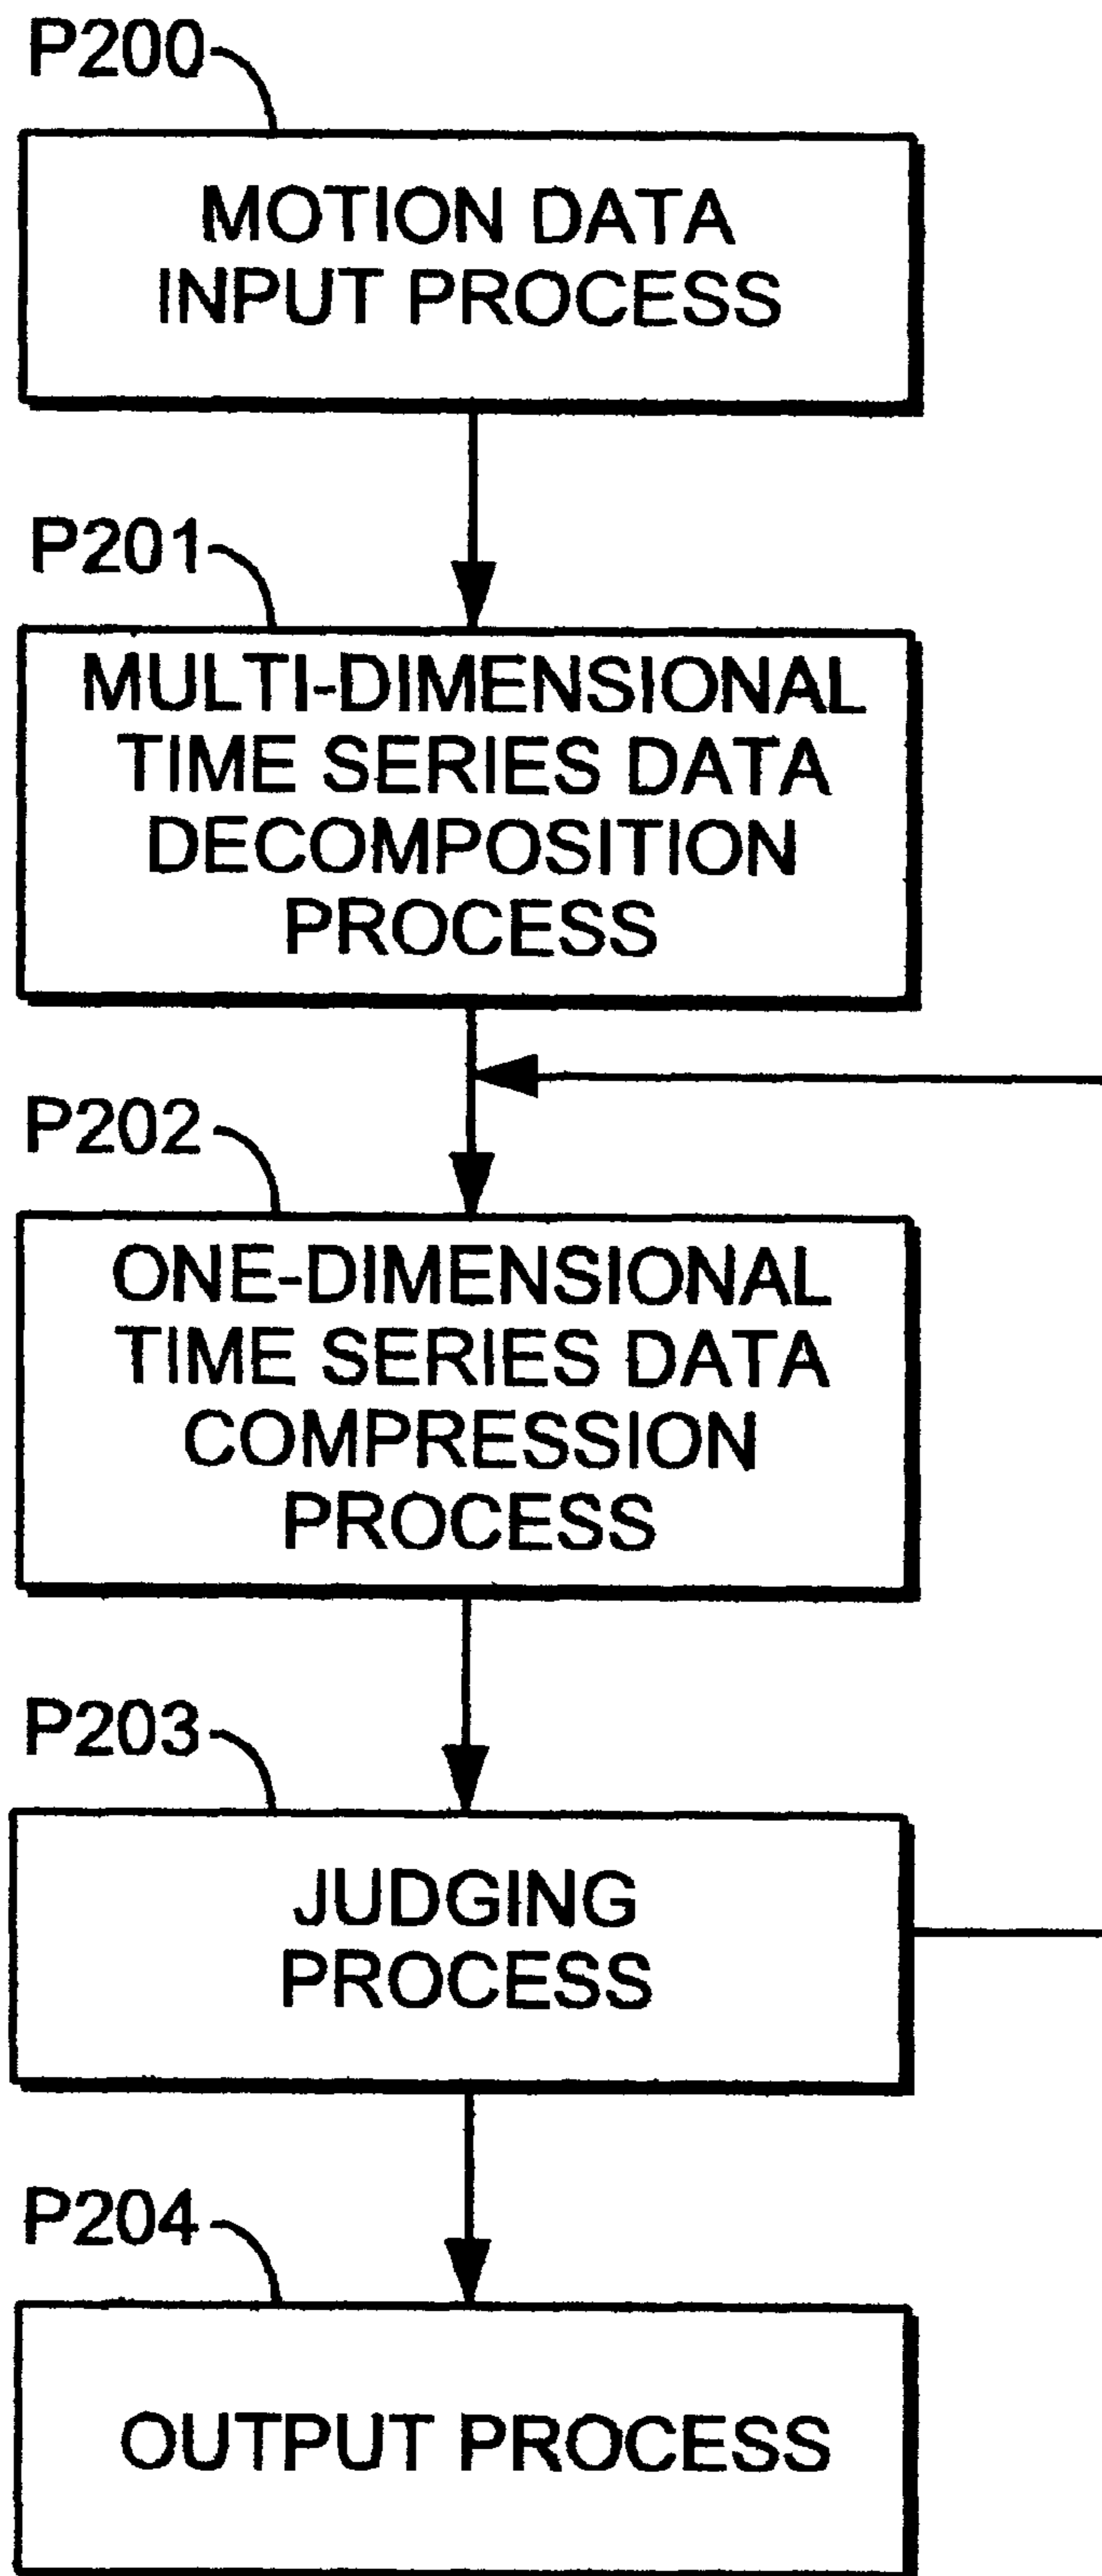 P200
MOTION DATA
INPUT PROCESS
P201
MULTI-DIMENSIONAL
TIME SERIES DATA
DECOMPOSITION
PROCESS
P202
ONE-DIMENSIONAL
TIME SERIES DATA
COMPRESSION
PROCESS
P203
JUDGING
PROCESS
P204
OUTPUT PROCESS